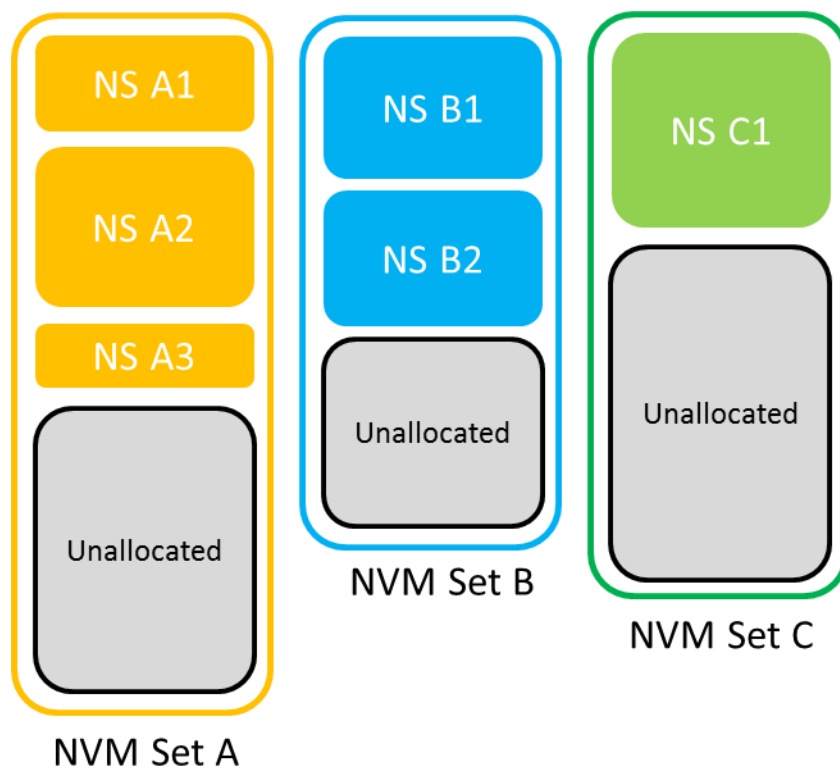 NS A1
NS A2
NS A3
Unallocated
NVM Set A
NS B1
NS B2
Unallocated
NVM Set B
NS C1
Unallocated
NVM Set C